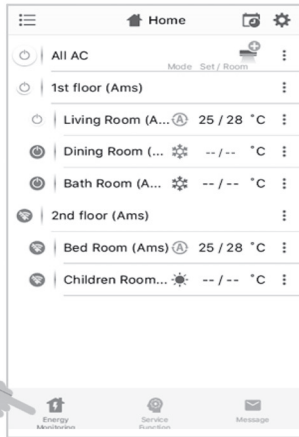 Home
All AC
Mode Set / Room
1st floor (Ams)
Living Room (A... A 25 / 28 °C
Dining Room (... -- / -- °C
Bath Room (A... -- / -- °C
2nd floor (Ams)
Bed Room (Ams) A 25 / 28 °C
Children Room... -- / -- °C
Energy Monitoring
Service Function
Message